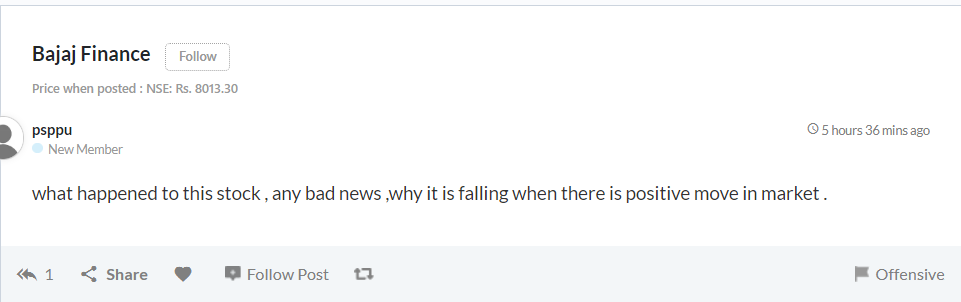 Bajaj Finance Follow
Price when posted : NSE: Rs. 8013.30
psppu 5 hours 36 mins ago
New Member
what happened to this stock , any bad news ,why it is falling when there is positive move in market .
1 Share Follow Post Offensive